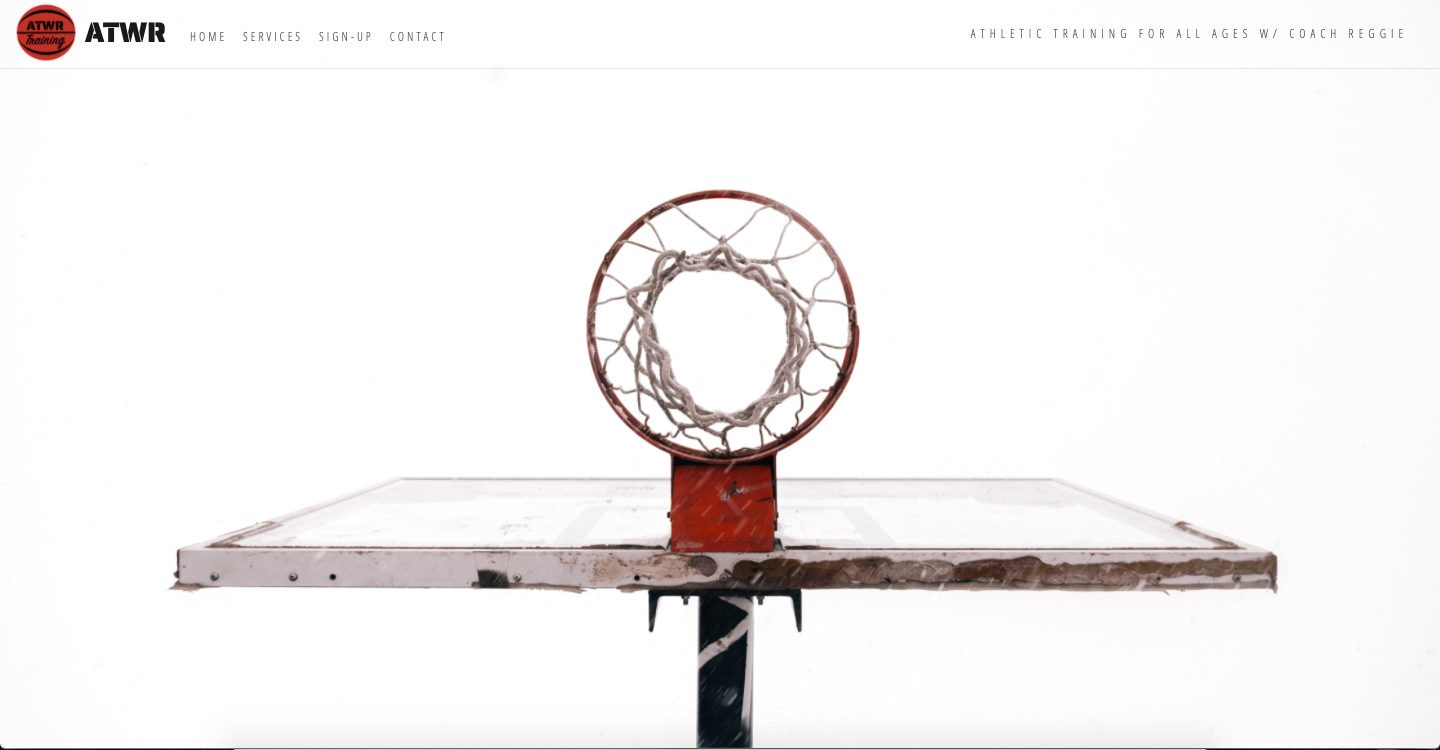 ATWR
Training
ATWR
HOME SERVICES SIGN-UP CONTACT
ATHLETIC TRAINING FOR ALL AGES W/ COACH REGGIE